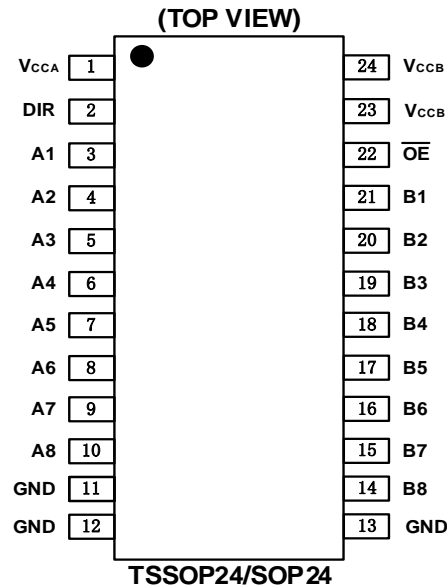 (TOP VIEW)
VCCA 1 24 VCCB
DIR 2 23 VCCB
A1 3 22 OE
A2 4 21 B1
A3 5 20 B2
A4 6 19 B3
A5 7 18 B4
A6 8 17 B5
A7 9 16 B6
A8 10 15 B7
GND 11 14 B8
GND 12 13 GND
TSSOP24/SOP24